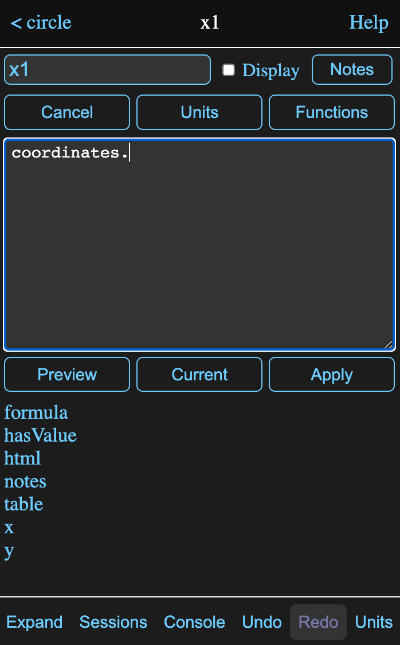 < circle x1 Help
x1 Display Notes
Cancel Units Functions
coordinates.
Preview Current Apply
formula
hasValue
html
notes
table
x
y
Expand Sessions Console Undo Redo Units